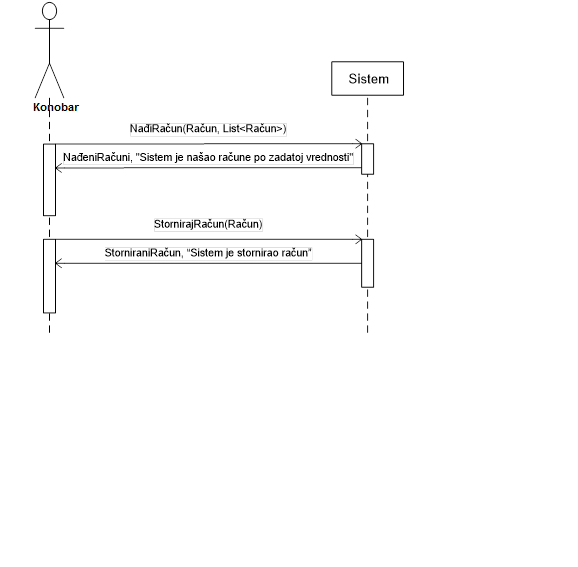 Sistem
Konobar
NađiRačun(Račun, List<Račun>)
NađeniRačuni, "Sistem je našao račune po zadatoj vrednosti"
StornirajRačun(Račun)
StorniraniRačun, “Sistem je stornirao račun”